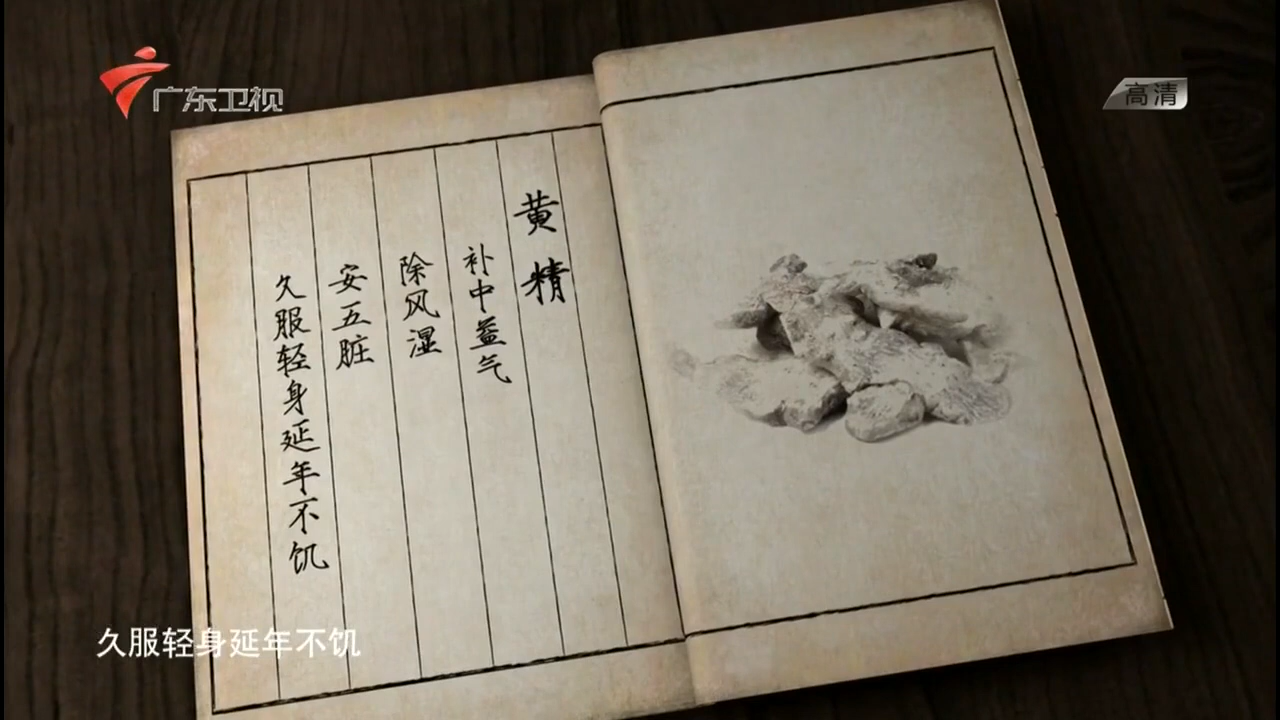 广东卫视
高清
黄精
补中益气
除风湿
安五脏
久服轻身延年不饥
久服轻身延年不饥